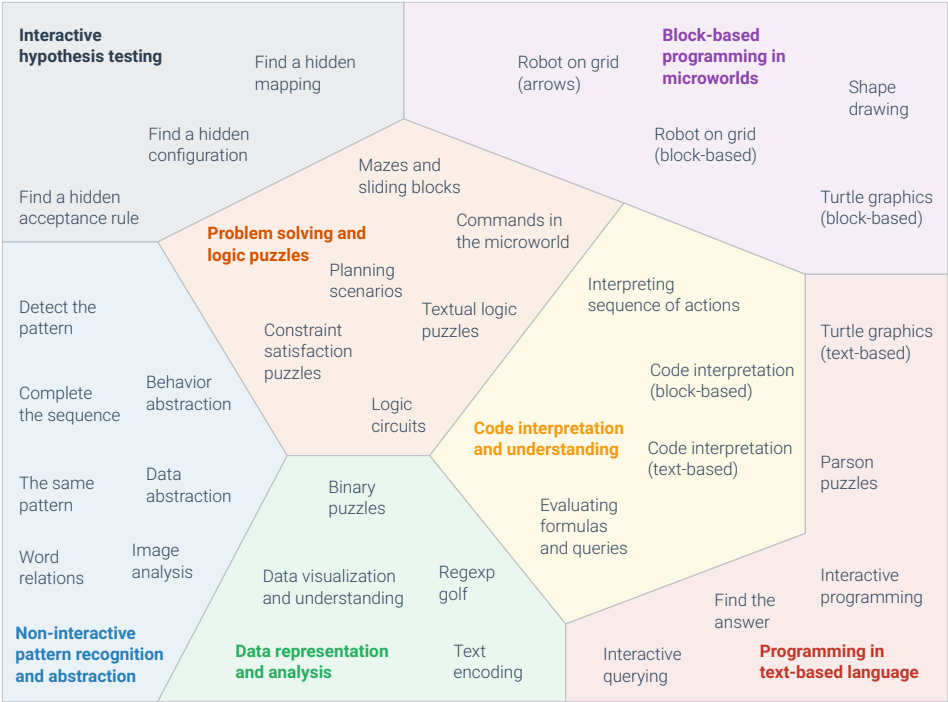 Interactive
hypothesis testing
Find a hidden
mapping
Find a hidden
configuration
Find a hidden
acceptance rule
Block-based
programming in
microworlds
Robot on grid
(arrows)
Shape
drawing
Robot on grid
(block-based)
Turtle graphics
(block-based)
Mazes and
sliding blocks
Commands in
the microworld
Problem solving and
logic puzzles
Planning
scenarios
Textual logic
puzzles
Constraint
satisfaction
puzzles
Logic
circuits
Interpreting
sequence of actions
Code interpretation
(block-based)
Code interpretation
and understanding
Code interpretation
(text-based)
Evaluating
formulas
and queries
Detect the
pattern
Complete
the sequence
Behavior
abstraction
The same
pattern
Data
abstraction
Word
relations
Image
analysis
Non-interactive
pattern recognition
and abstraction
Binary
puzzles
Data visualization
and understanding
Regexp
golf
Data representation
and analysis
Text
encoding
Turtle graphics
(text-based)
Parson
puzzles
Interactive
programming
Find the
answer
Interactive
querying
Programming in
text-based language